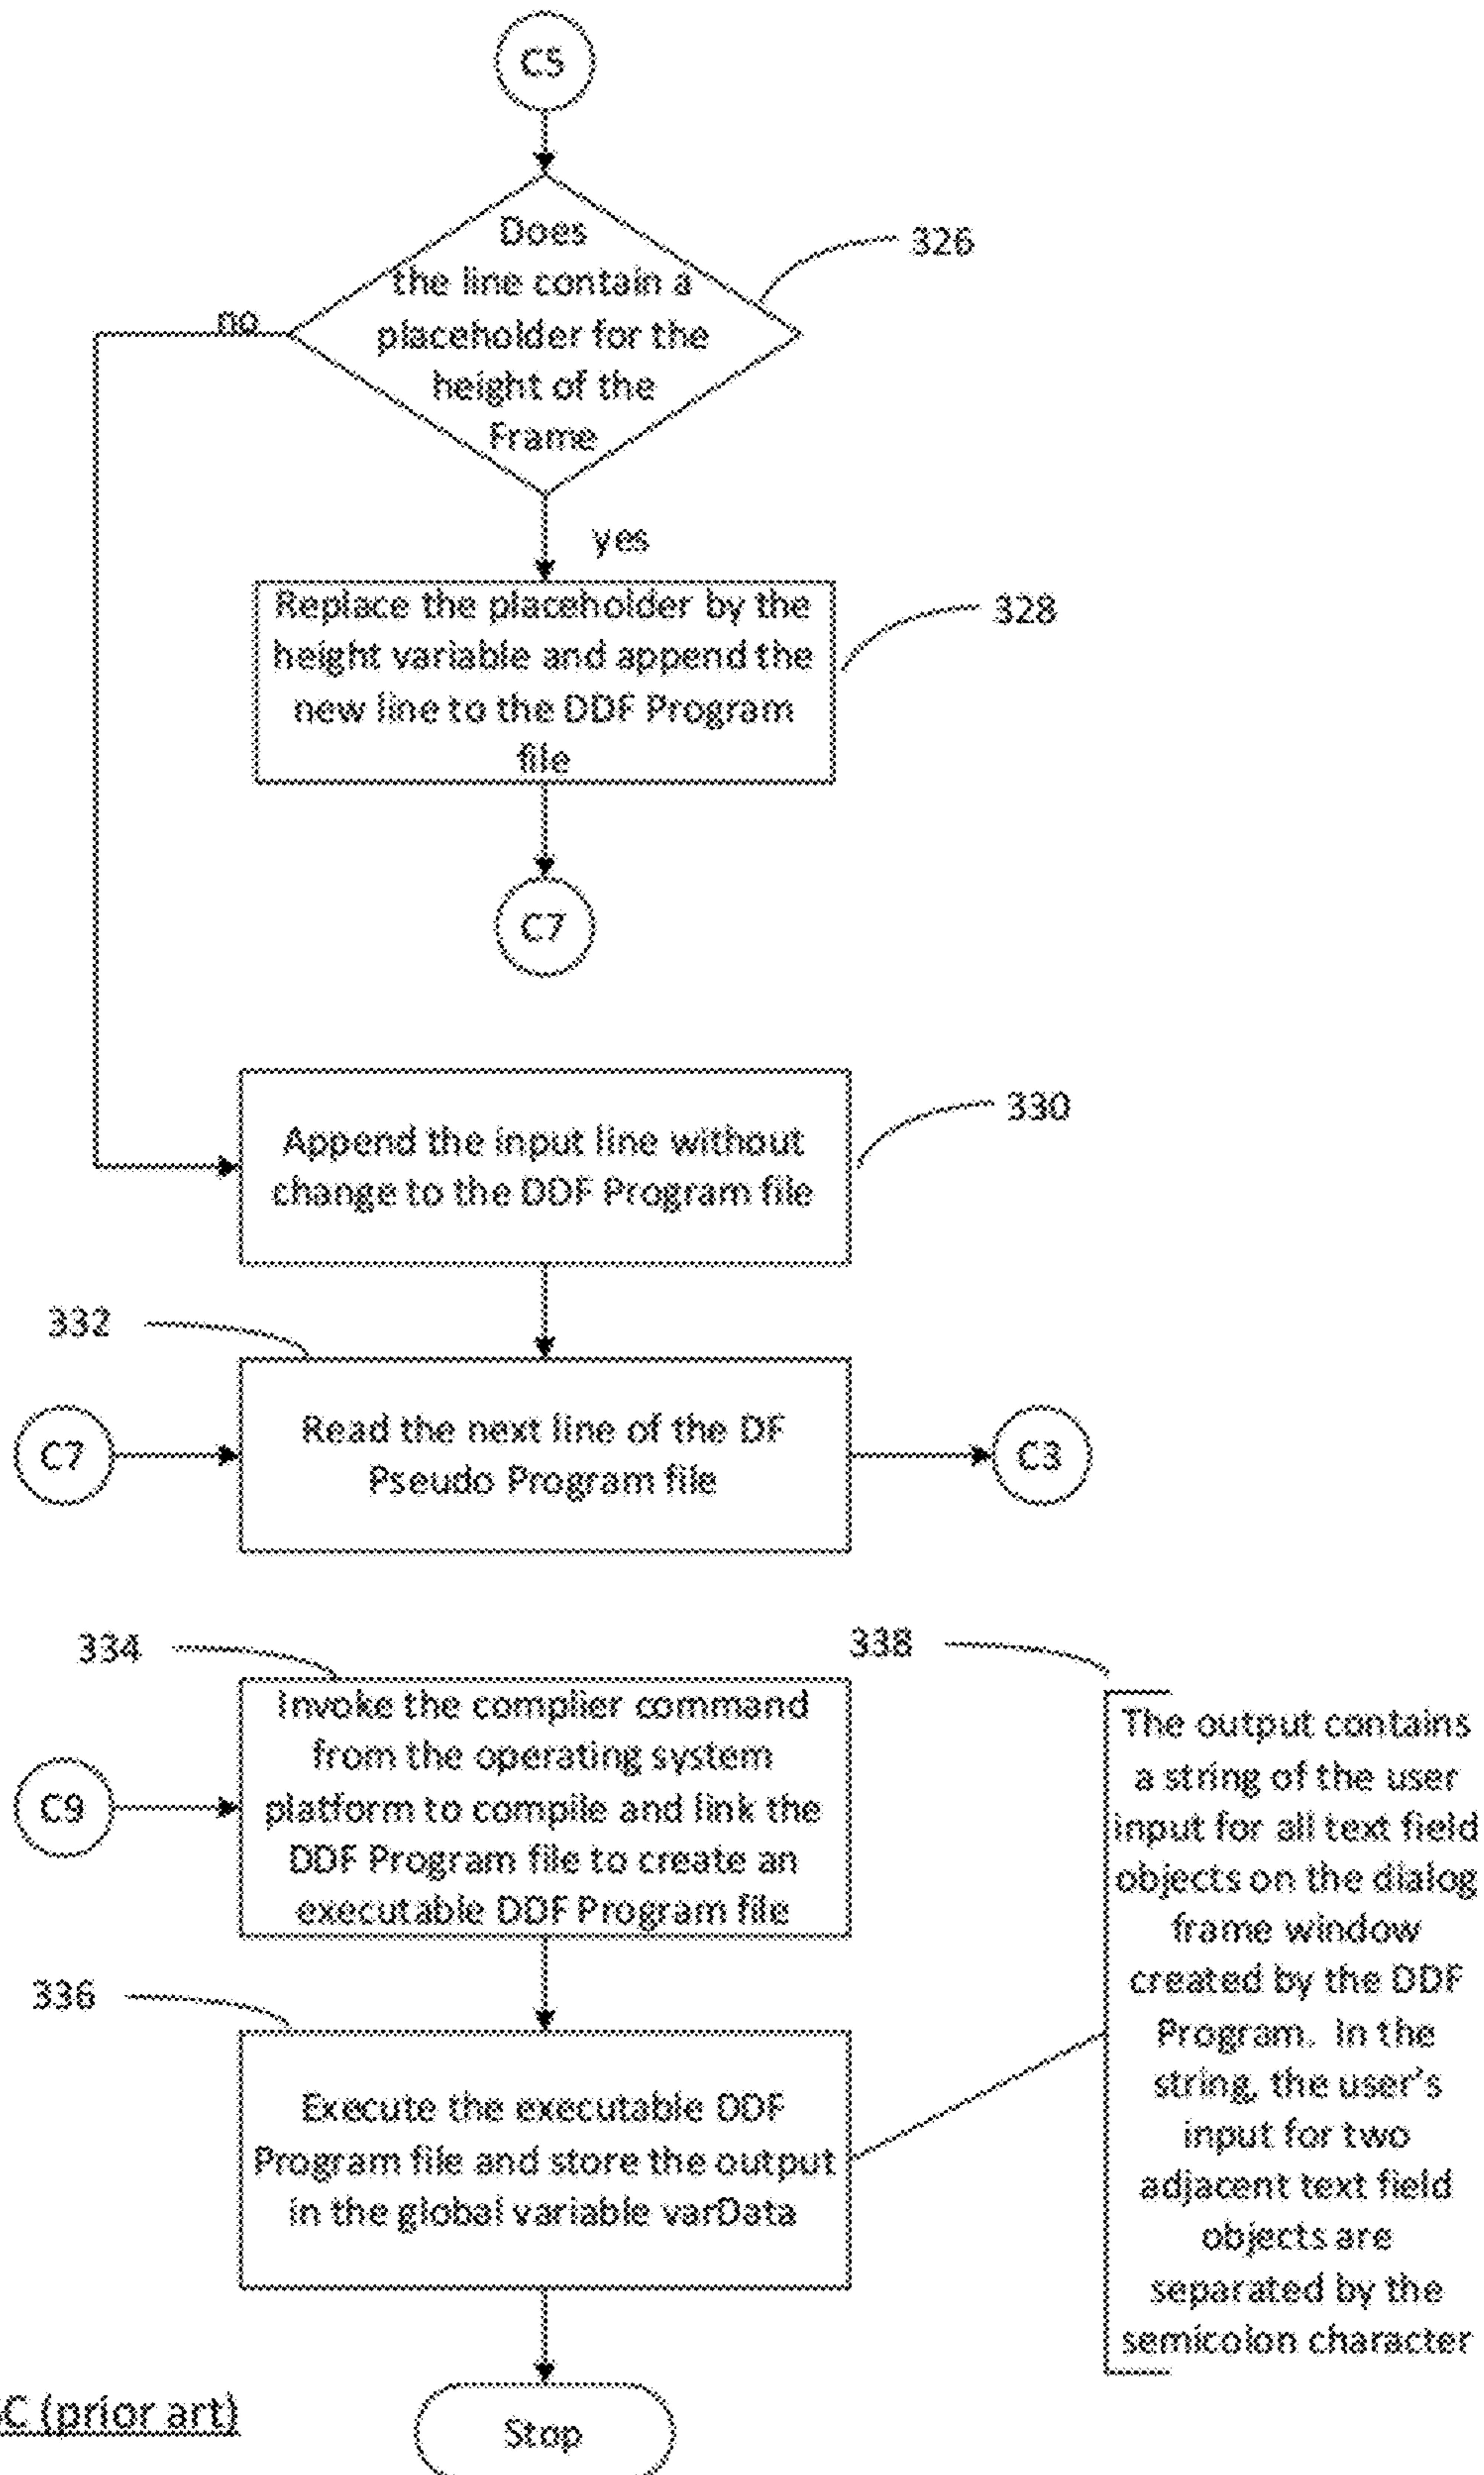 C5
Does
the line contain a
placeholder for the
height of the
Frame
326
no
yes
Replace the placeholder by the
height variable and append the
new line to the DDF Program
file
328
C7
Append the input line without
change to the DDF Program file
330
332
C7
Read the next line of the DF
Pseudo Program file
C3
334
C9
Invoke the complier command
from the operating system
platform to compile and link the
DDF Program file to create an
executable DDF Program file
338
The output contains
a string of the user
input for all text field
objects on the dialog
frame window
created by the DDF
Program. In the
string, the user's
input for two
adjacent text field
objects are
separated by the
semicolon character
336
Execute the executable DDF
Program file and store the output
in the global variable varData
Stop
C (prior art)